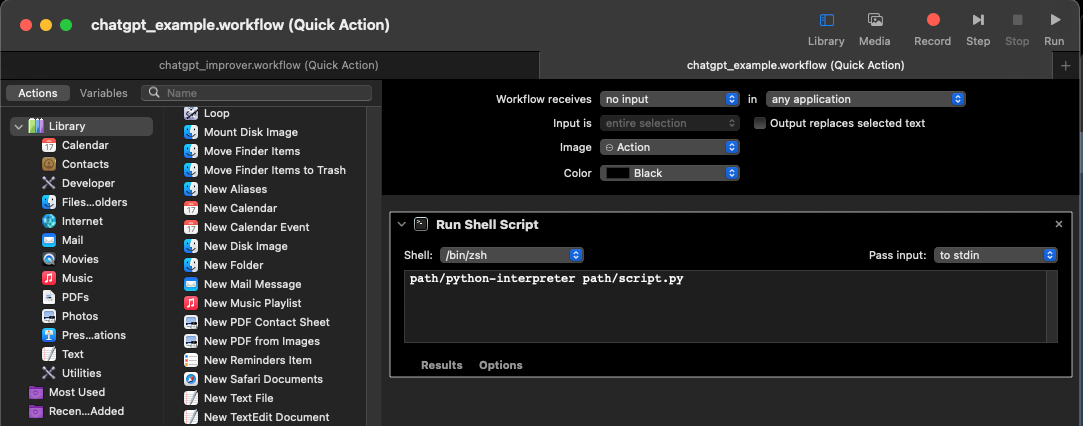 chatgpt_example.workflow (Quick Action)
Library
Media
Record
Step
Stop
Run
chatgpt_improver.workflow (Quick Action)
chatgpt_example.workflow (Quick Action)
+
Actions
Variables
Name
Library
Calendar
Contacts
Developer
Files...olders
Internet
Mail
Movies
Music
PDFs
Photos
Pres...ations
Text
Utilities
Most Used
Recen...Added
Loop
Mount Disk Image
Move Finder Items
Move Finder Items to Trash
New Aliases
New Calendar
New Calendar Event
New Disk Image
New Folder
New Mail Message
New Music Playlist
New PDF Contact Sheet
New PDF from Images
New Reminders Item
New Safari Documents
New Text File
New TextEdit Document
Workflow receives no input in any application
Input is entire selection Output replaces selected text
Image Action
Color Black
Run Shell Script
Shell: /bin/zsh Pass input: to stdin
path/python-interpreter path/script.py
Results Options